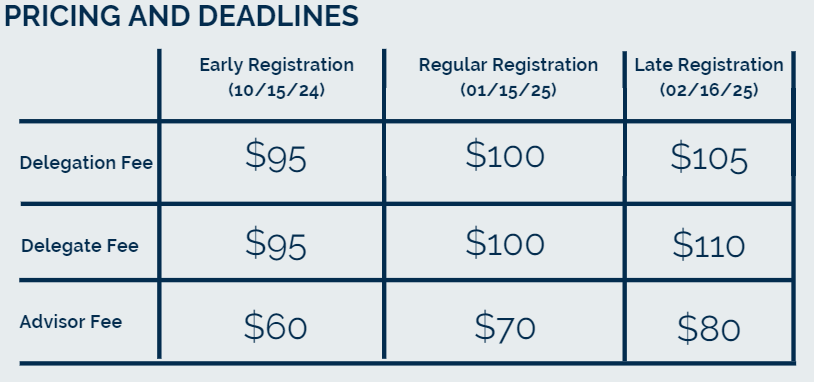 PRICING AND DEADLINES
Early Registration Regular Registration Late Registration
(10/15/24) (01/15/25) (02/16/25)
Delegation Fee $95 $100 $105
Delegate Fee $95 $100 $110
Advisor Fee $60 $70 $80